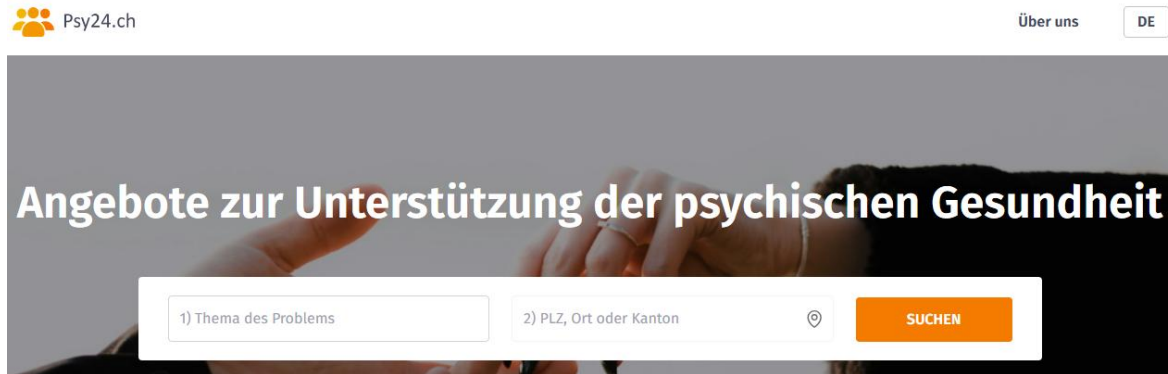 Psy24.ch
Über uns
DE
Angebote zur Unterstützung der psychischen Gesundheit
1) Thema des Problems
2) PLZ, Ort oder Kanton
SUCHEN